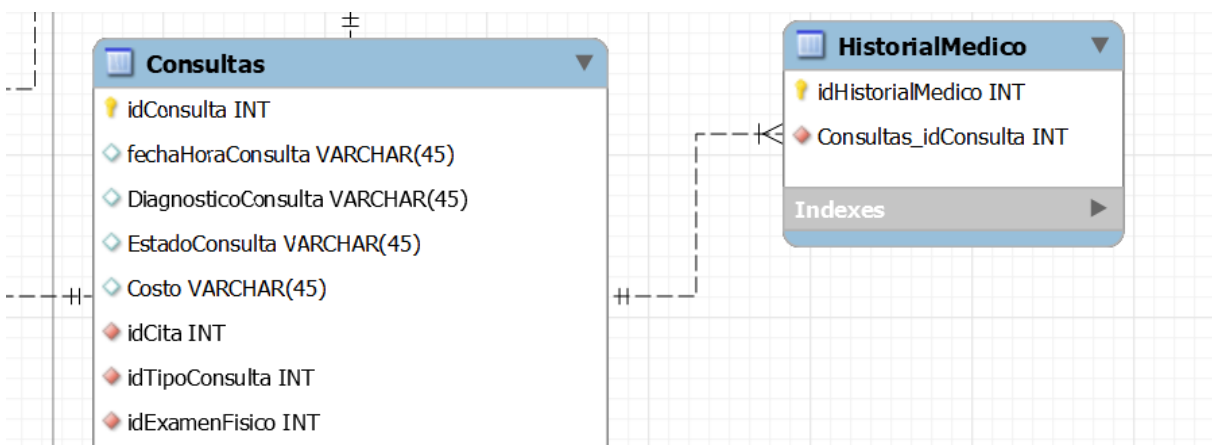 Consultas
idConsulta INT
fechaHoraConsulta VARCHAR(45)
DiagnosticoConsulta VARCHAR(45)
EstadoConsulta VARCHAR(45)
Costo VARCHAR(45)
idCita INT
idTipoConsulta INT
idExamenFisico INT
HistorialMedico
idHistorialMedico INT
Consultas_idConsulta INT
Indexes